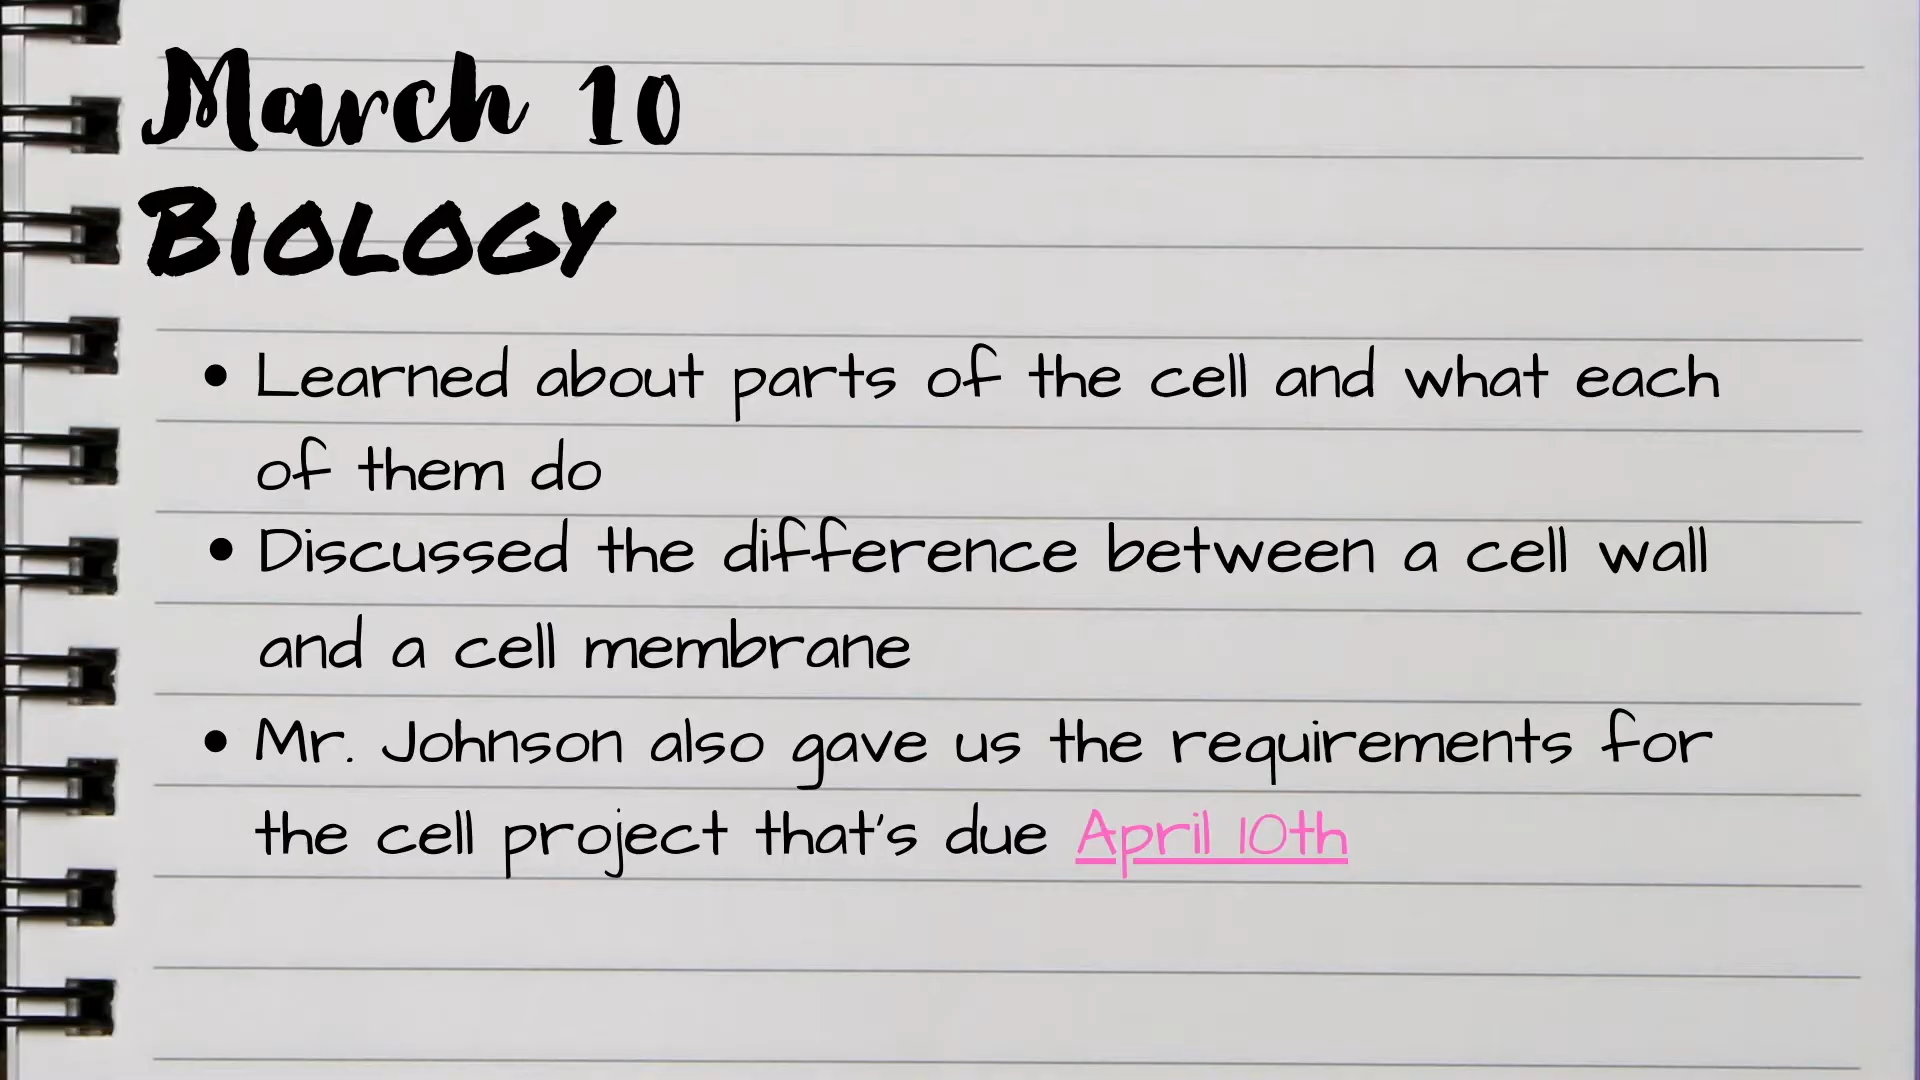 March 10
BIOLOGY
• Learned about parts of the cell and what each
of them do
• Discussed the difference between a cell wall
and a cell membrane
• Mr. Johnson also gave us the requirements for
the cell project that's due April 10th